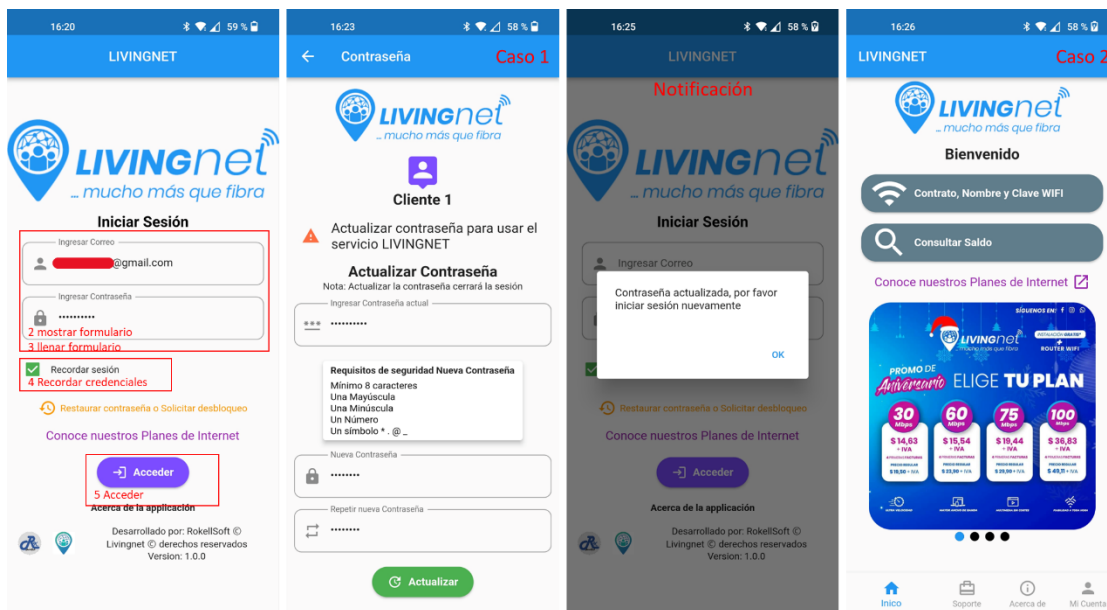 16:20
59 %
LIVINGNET
LIVINGnet
... mucho más que fibra
Iniciar Sesión
Ingresar Correo
@gmail.com
Ingresar Contraseña
2 mostrar formulario
3 llenar formulario
Recordar sesión
4 Recordar credenciales
Restaurar contraseña o Solicitar desbloqueo
Conoce nuestros Planes de Internet
Acceder
5 Acceder
Acerca de la aplicación
Desarrollado por: RokellSoft ©
Livingnet © derechos reservados
Version: 1.0.0
16:23
58 %
Contraseña
Caso 1
LIVINGnet
... mucho más que fibra
Cliente 1
Actualizar contraseña para usar el
servicio LIVINGNET
Actualizar Contraseña
Nota: Actualizar la contraseña cerrará la sesión
Ingresar Contraseña actual
Requisitos de seguridad Nueva Contraseña
Mínimo 8 caracteres
Una Mayúscula
Una Minúscula
Un Número
Un símbolo * . @ _
Nueva Contraseña
Repetir nueva Contraseña
Actualizar
16:25
58 %
LIVINGNET
Notificación
LIVINGnet
... mucho más que fibra
Iniciar Sesión
Ingresar Correo
Contraseña actualizada, por favor
iniciar sesión nuevamente
OK
Restaurar contraseña o Solicitar desbloqueo
Conoce nuestros Planes de Internet
Acceder
Acerca de la aplicación
Desarrollado por: RokellSoft ©
Livingnet © derechos reservados
Version: 1.0.0
16:26
58 %
LIVINGNET
Caso 2
LIVINGnet
... mucho más que fibra
Bienvenido
Contrato, Nombre y Clave WIFI
Consultar Saldo
Conoce nuestros Planes de Internet
SÍGUENOS EN:
LIVINGnet
ROUTER WIFI
PROMO DE
Aniversario ELIGE TU PLAN
30 Mbps
60 Mbps
75 Mbps
100 Mbps
$ 14,63
+ IVA
$ 15,54
+ IVA
$ 19,44
+ IVA
$ 36,83
+ IVA
Inico
Soporte
Acerca de
Mi Cuenta